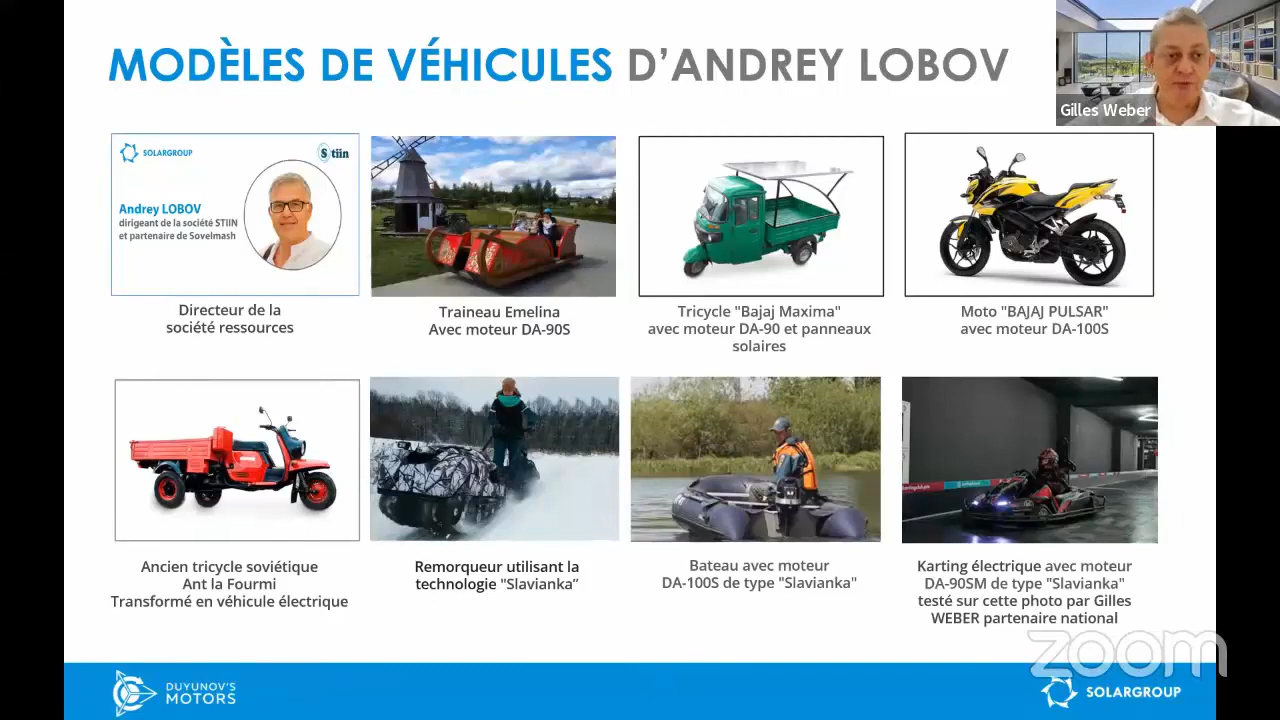 MODÈLES DE VÉHICULES D'ANDREY LOBOV
Gilles Weber
SOLARGROUP
Stiin
Andrey LOBOV
dirigeant de la société STIIN
et partenaire de Sovelmash
Directeur de la
société ressources
Traineau Emelina
Avec moteur DA-90S
Tricycle "Bajaj Maxima"
avec moteur DA-90 et panneaux
solaires
Moto "BAJAJ PULSAR"
avec moteur DA-100S
Ancien tricycle soviétique
Ant la Fourmi
Transformé en véhicule électrique
Remorqueur utilisant la
technologie "Slavianka“
Bateau avec moteur
DA-100S de type "Slavianka"
Karting électrique avec moteur
DA-90SM de type "Slavianka"
testé sur cette photo par Gilles
WEBER partenaire national
zoom
DUYUNOV'S
MOTORS
SOLARGROUP